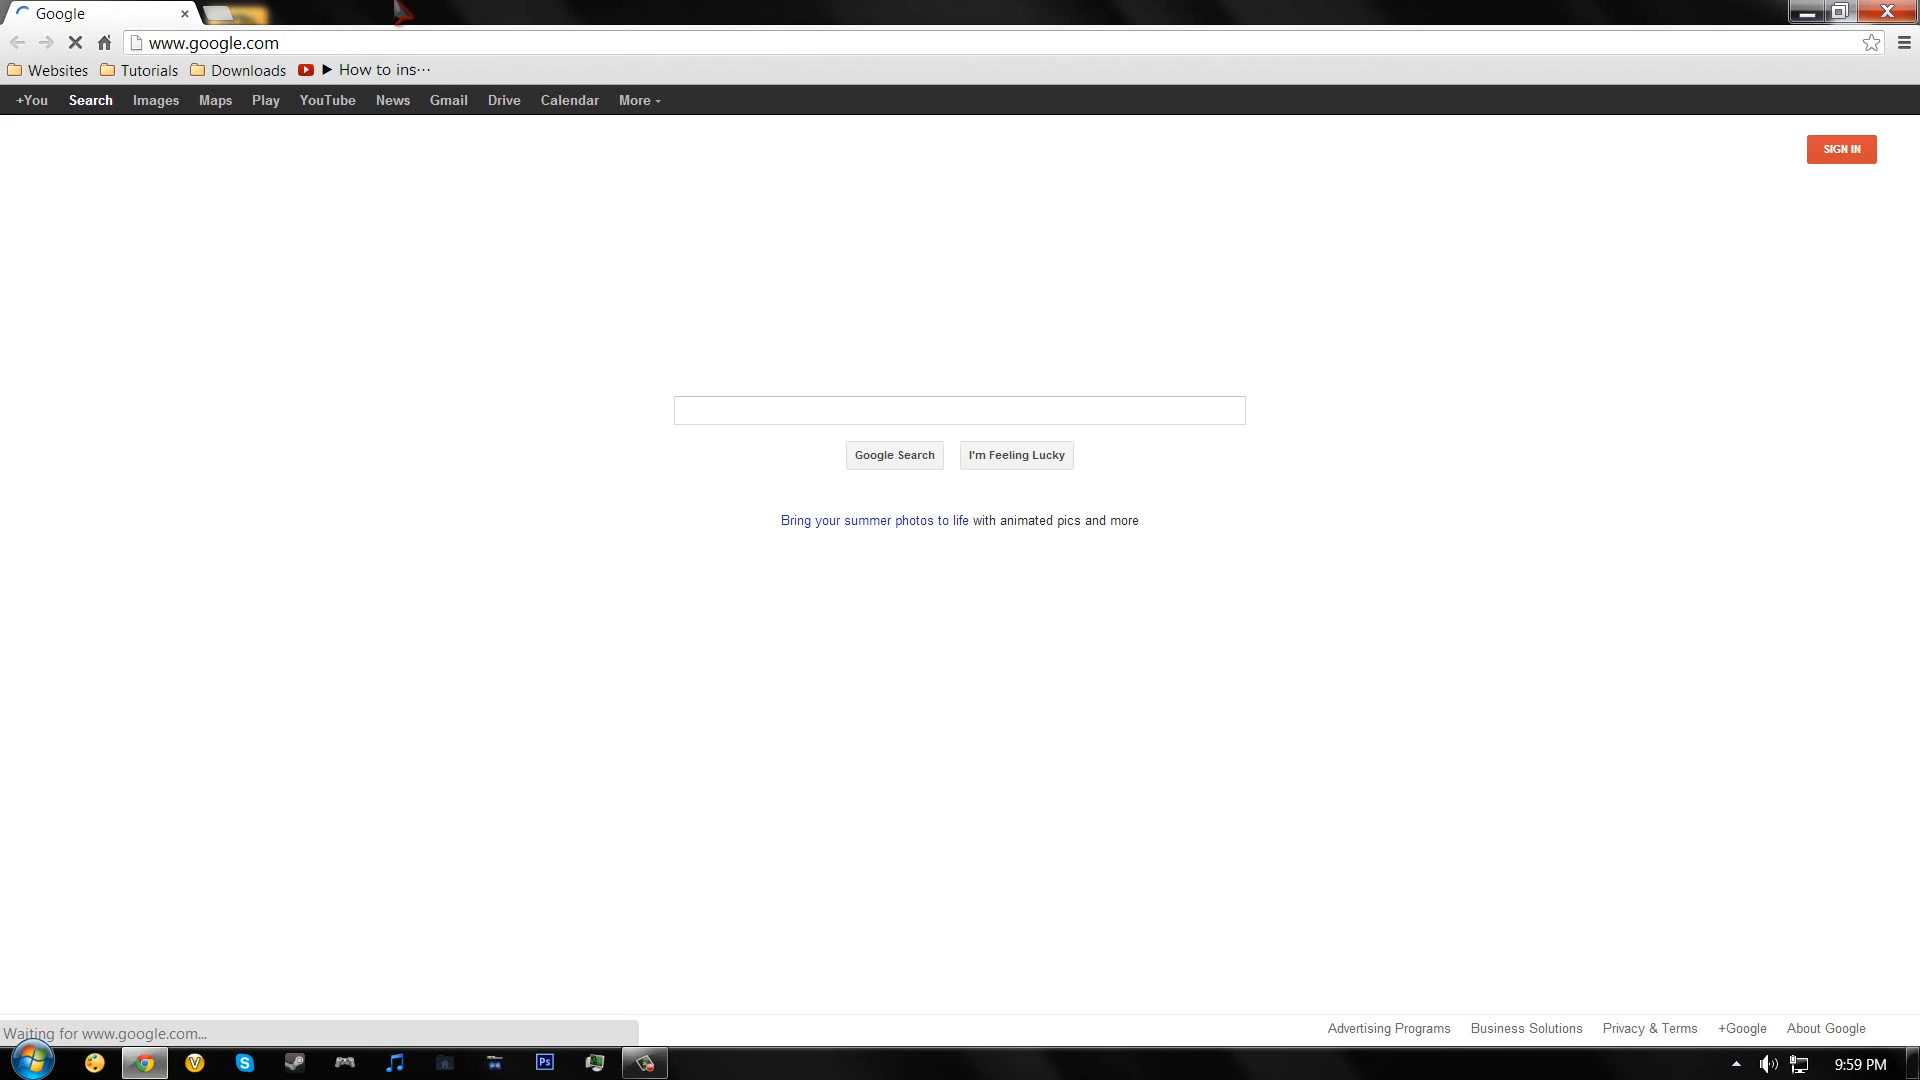 Google
www.google.com
Websites Tutorials Downloads ► How to ins…
+You Search Images Maps Play YouTube News Gmail Drive Calendar More
SIGN IN
Google Search I'm Feeling Lucky
Bring your summer photos to life with animated pics and more
Waiting for www.google.com...
Advertising Programs Business Solutions Privacy & Terms +Google About Google
V S Ps 9:59 PM